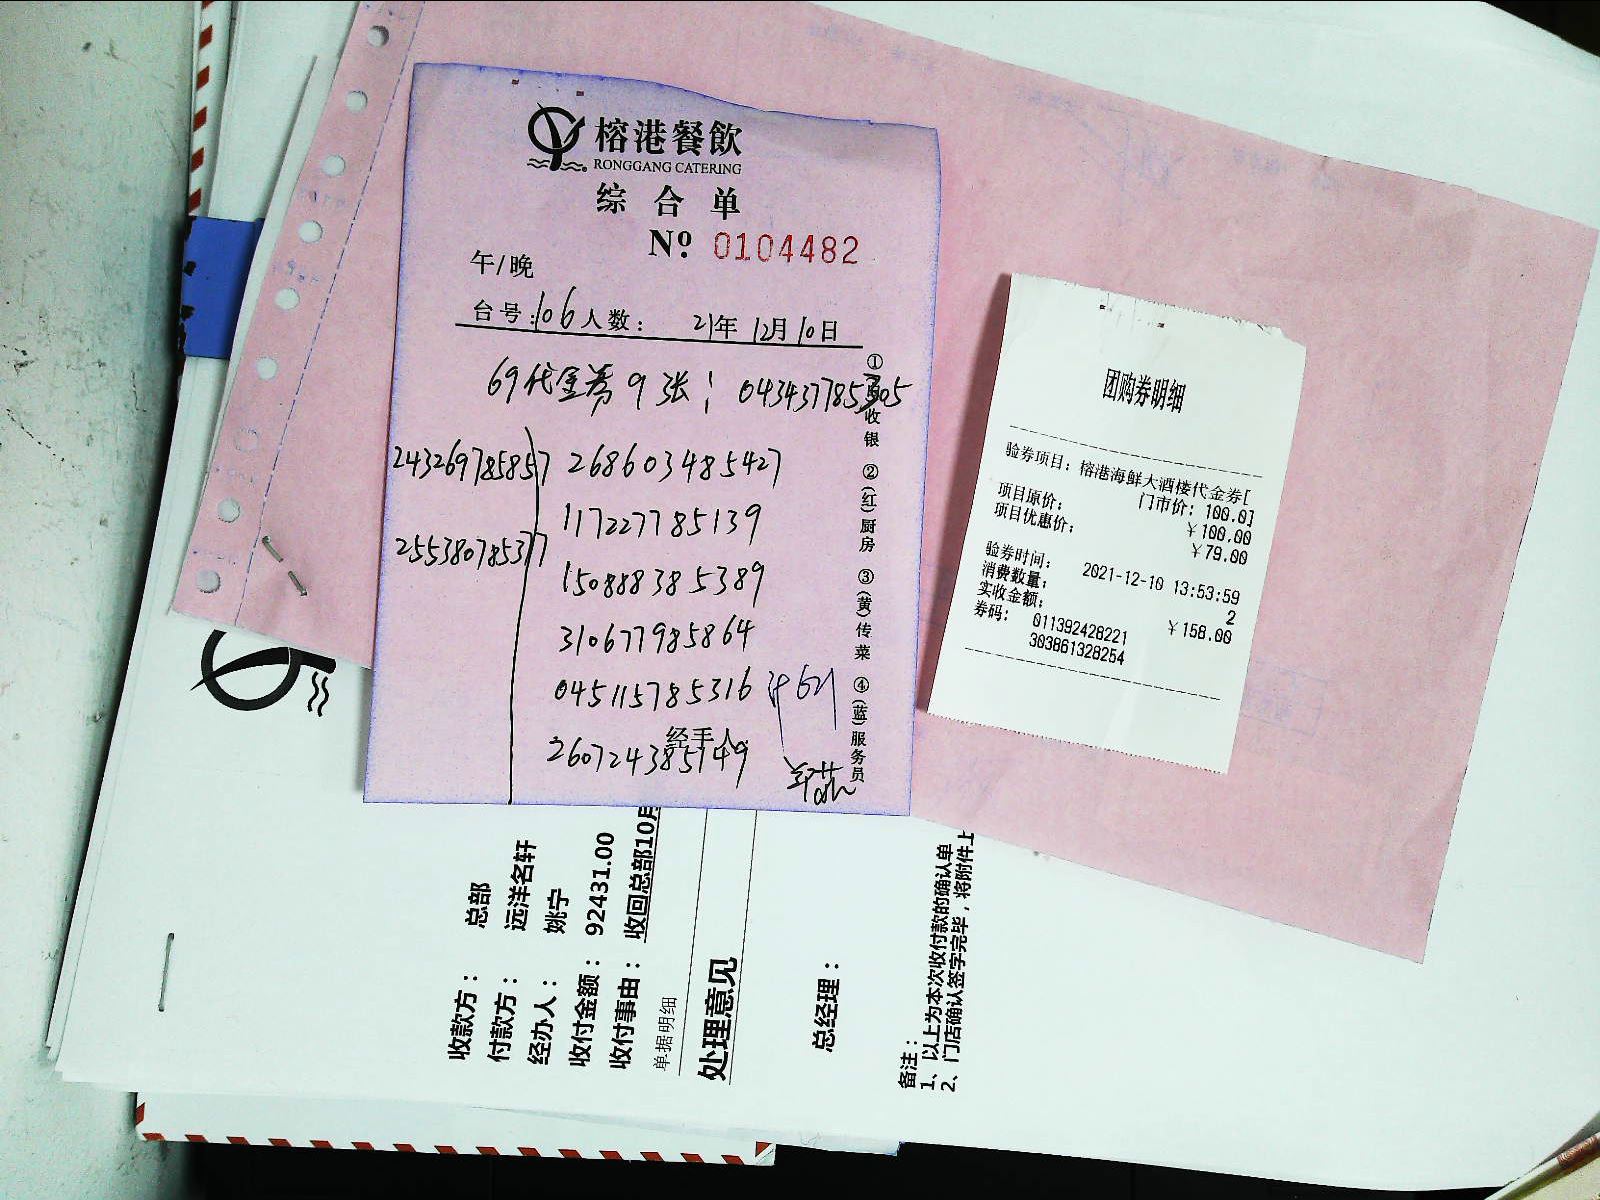 榕港餐飲
RONGGANG CATERING
综合单
Nº 0104482
午/晚
台号:106 人数: 21年 12月 10日
69代金券 9张: 043437785305
243269785857 268603485427
117227785139
255380785377
150888385389
310677985864
045115785316
经手人
260724385149
①
收银
②(红)厨房
③(黄)传菜
④(蓝)服务员
团购券明细
验券项目: 榕港海鲜大酒楼代金券[
门市价: 100.0]
项目原价: ¥100.00
项目优惠价: ¥79.00
验券时间: 2021-12-10 13:53:59
消费数量: 2
实收金额: ¥158.00
券码: 011392428221
303861328254
收款方: 总部
付款方: 远洋名轩
经办人: 姚宁
收付金额: 92431.00
收付事由: 收回总部10月
单据明细
处理意见
总经理:
备注:
1、以上为本次收付款的确认单
2、门店确认签字完毕,将附件上